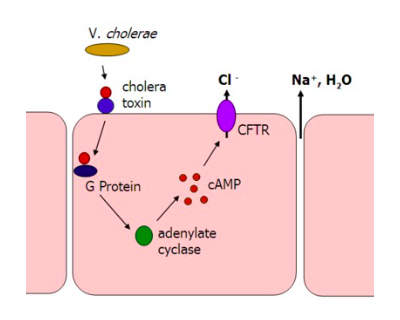 V. cholerae
cholera
toxin
Cl -
Na+, H2O
CFTR
G Protein
cAMP
adenylate
cyclase